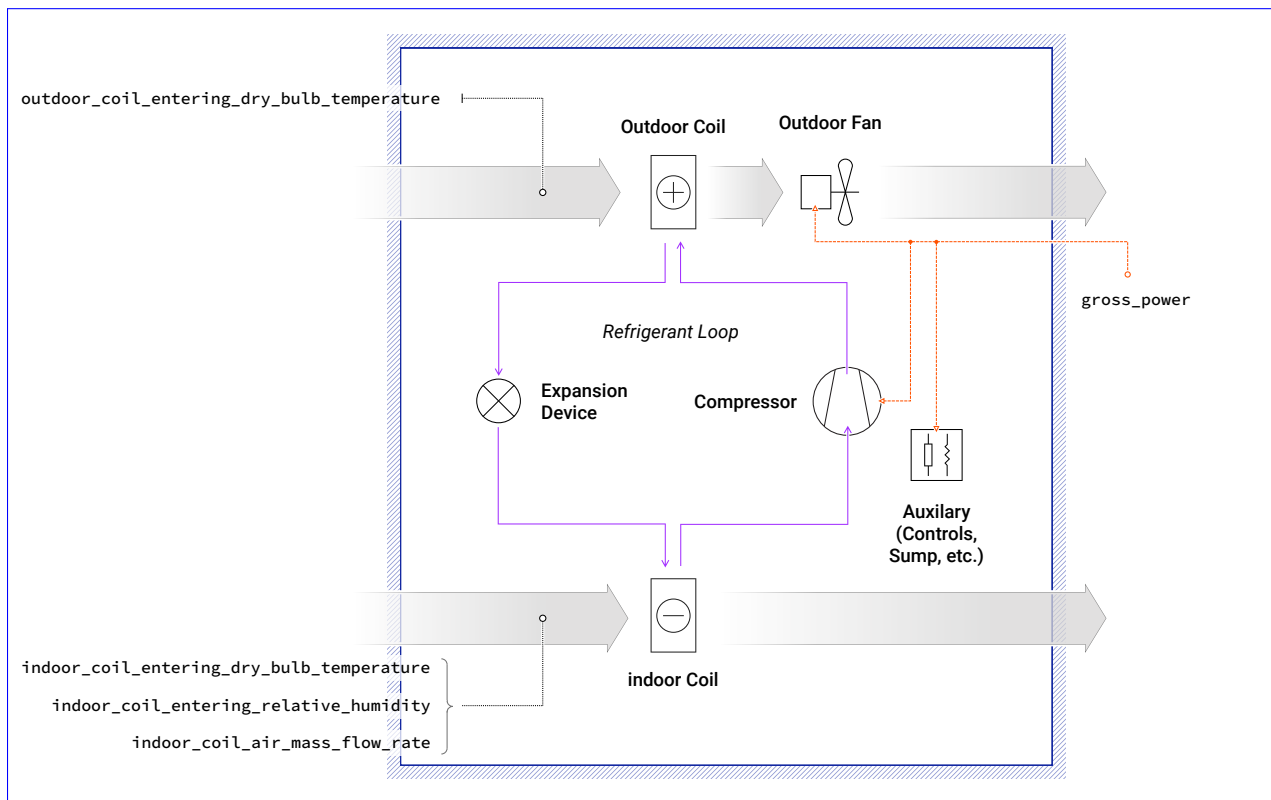 outdoor_coil_entering_dry_bulb_temperature
Outdoor Coil
Outdoor Fan
gross_power
Refrigerant Loop
Expansion
Device
Compressor
Auxilary
(Controls,
Sump, etc.)
indoor_coil_entering_dry_bulb_temperature
indoor Coil
indoor_coil_entering_relative_humidity
indoor_coil_air_mass_flow_rate